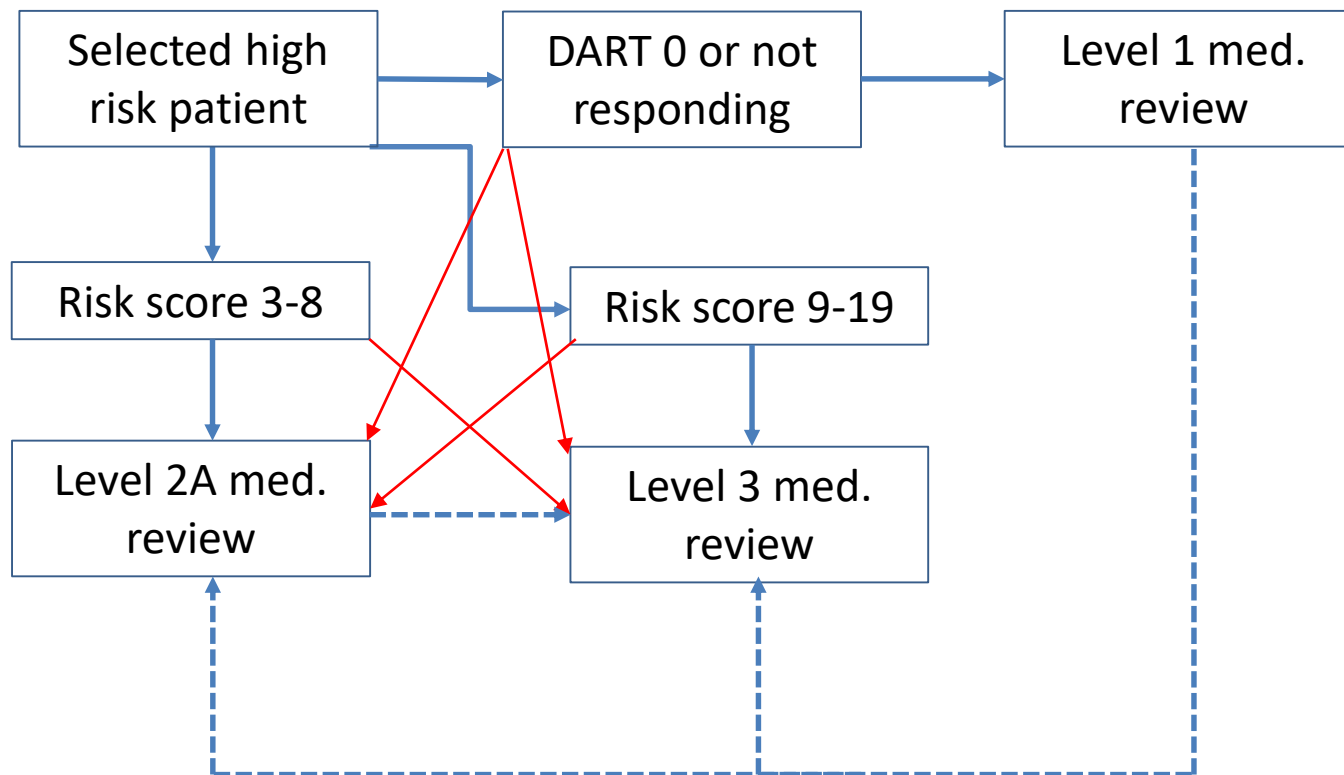 Selected high
risk patient
DART 0 or not
responding
Level 1 med.
review
Risk score 3-8
Risk score 9-19
Level 2A med.
review
Level 3 med.
review